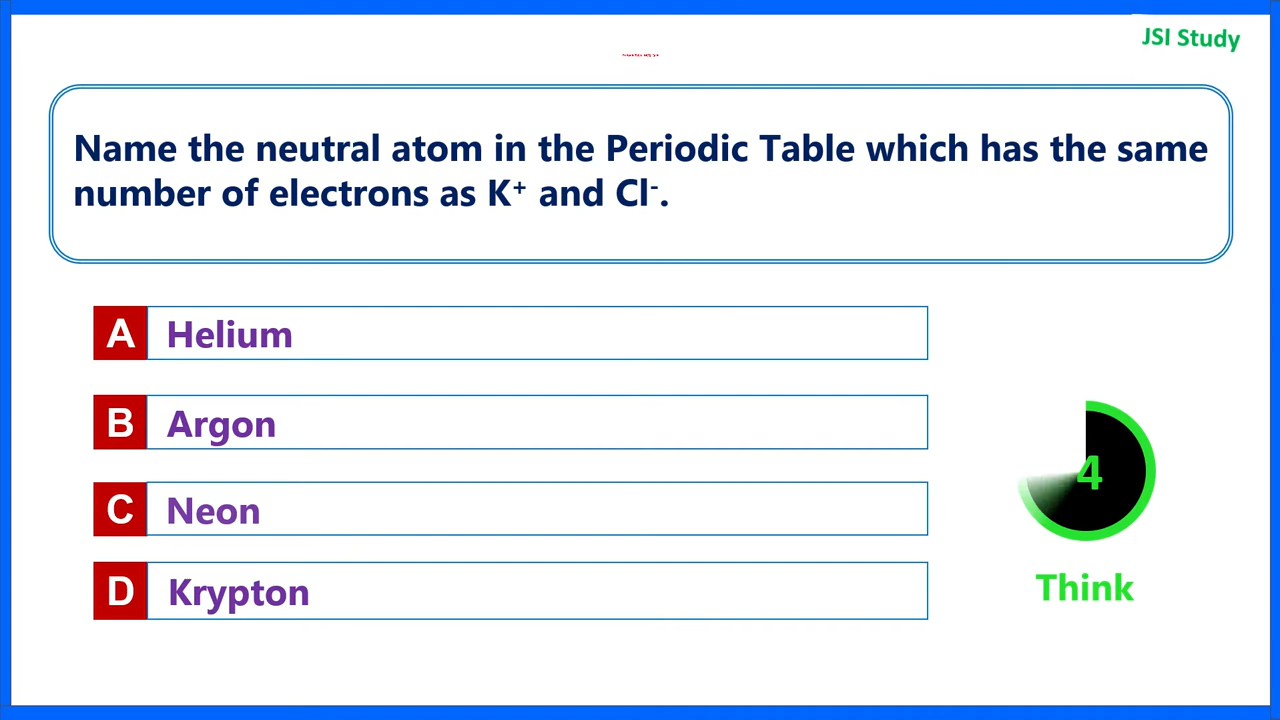 JSI Study
Name the neutral atom in the Periodic Table which has the same
number of electrons as K⁺ and Cl⁻.
A Helium
B Argon
C Neon
D Krypton
4
Think